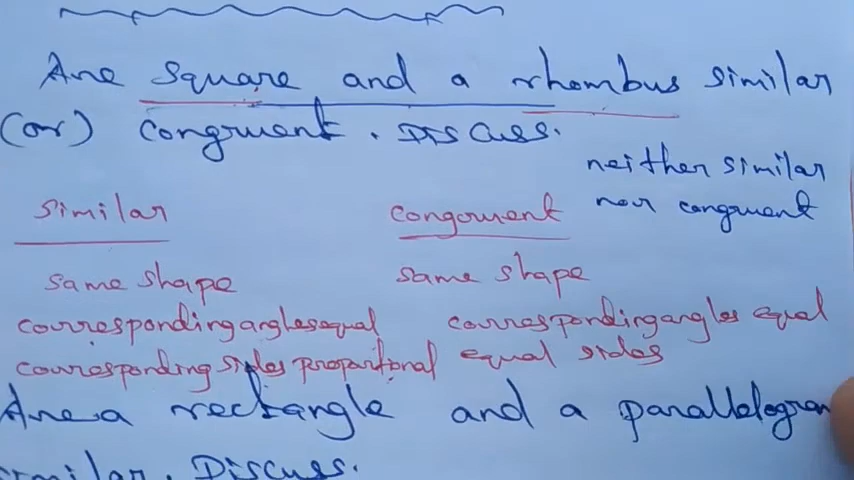 Are square and a rhombus similar
(or) congruent. Discuss.
neither similar
nor congruent
similar
congruent
same shape
same shape
corresponding angles equal
corresponding angles equal
corresponding sides proportional
equal sides
Are a rectangle and a parallelogram
similar. Discuss.